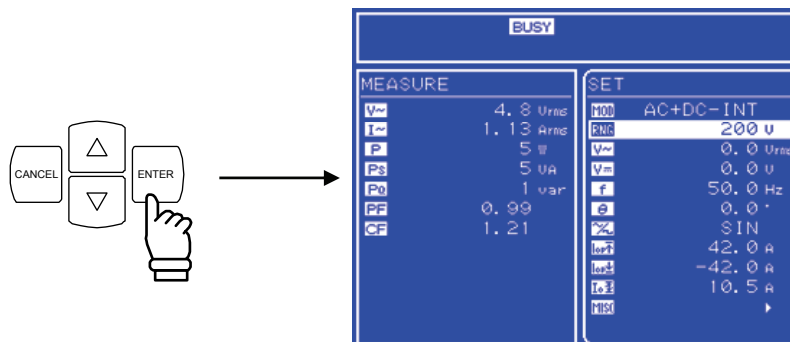 CANCEL
ENTER
BUSY
MEASURE
V~ 4.8 Vrms
I~ 1.13 Arms
P 5 W
Ps 5 VA
PQ 1 var
PF 0.99
CF 1.21
SET
MOD AC+DC-INT
RNG 200 V
V~ 0.0 Vrms
V= 0.0 V
f 50.0 Hz
θ 0.0 °
SIN
42.0 A
-42.0 A
10.5 A
MISC